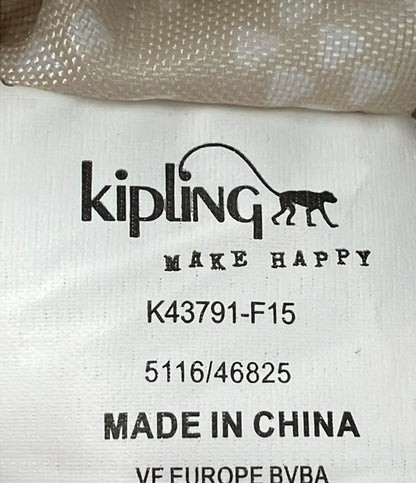 kipling
MAKE HAPPY
K43791-F15
5116/46825
MADE IN CHINA
VF EUROPE BVBA